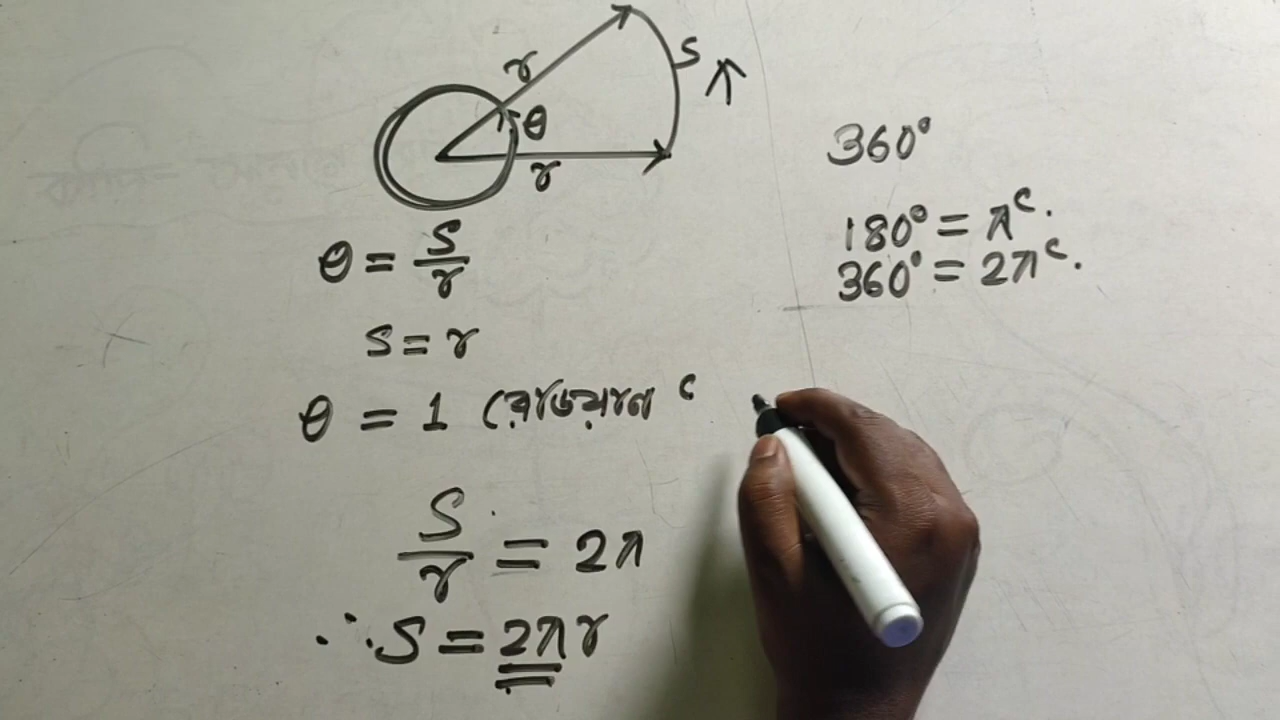 r
S
θ
r
θ = S/r
S = r
θ = 1 রেডিয়ান c
S/r = 2π
∴ S = 2πr
360°
180° = π^c.
360° = 2π^c.